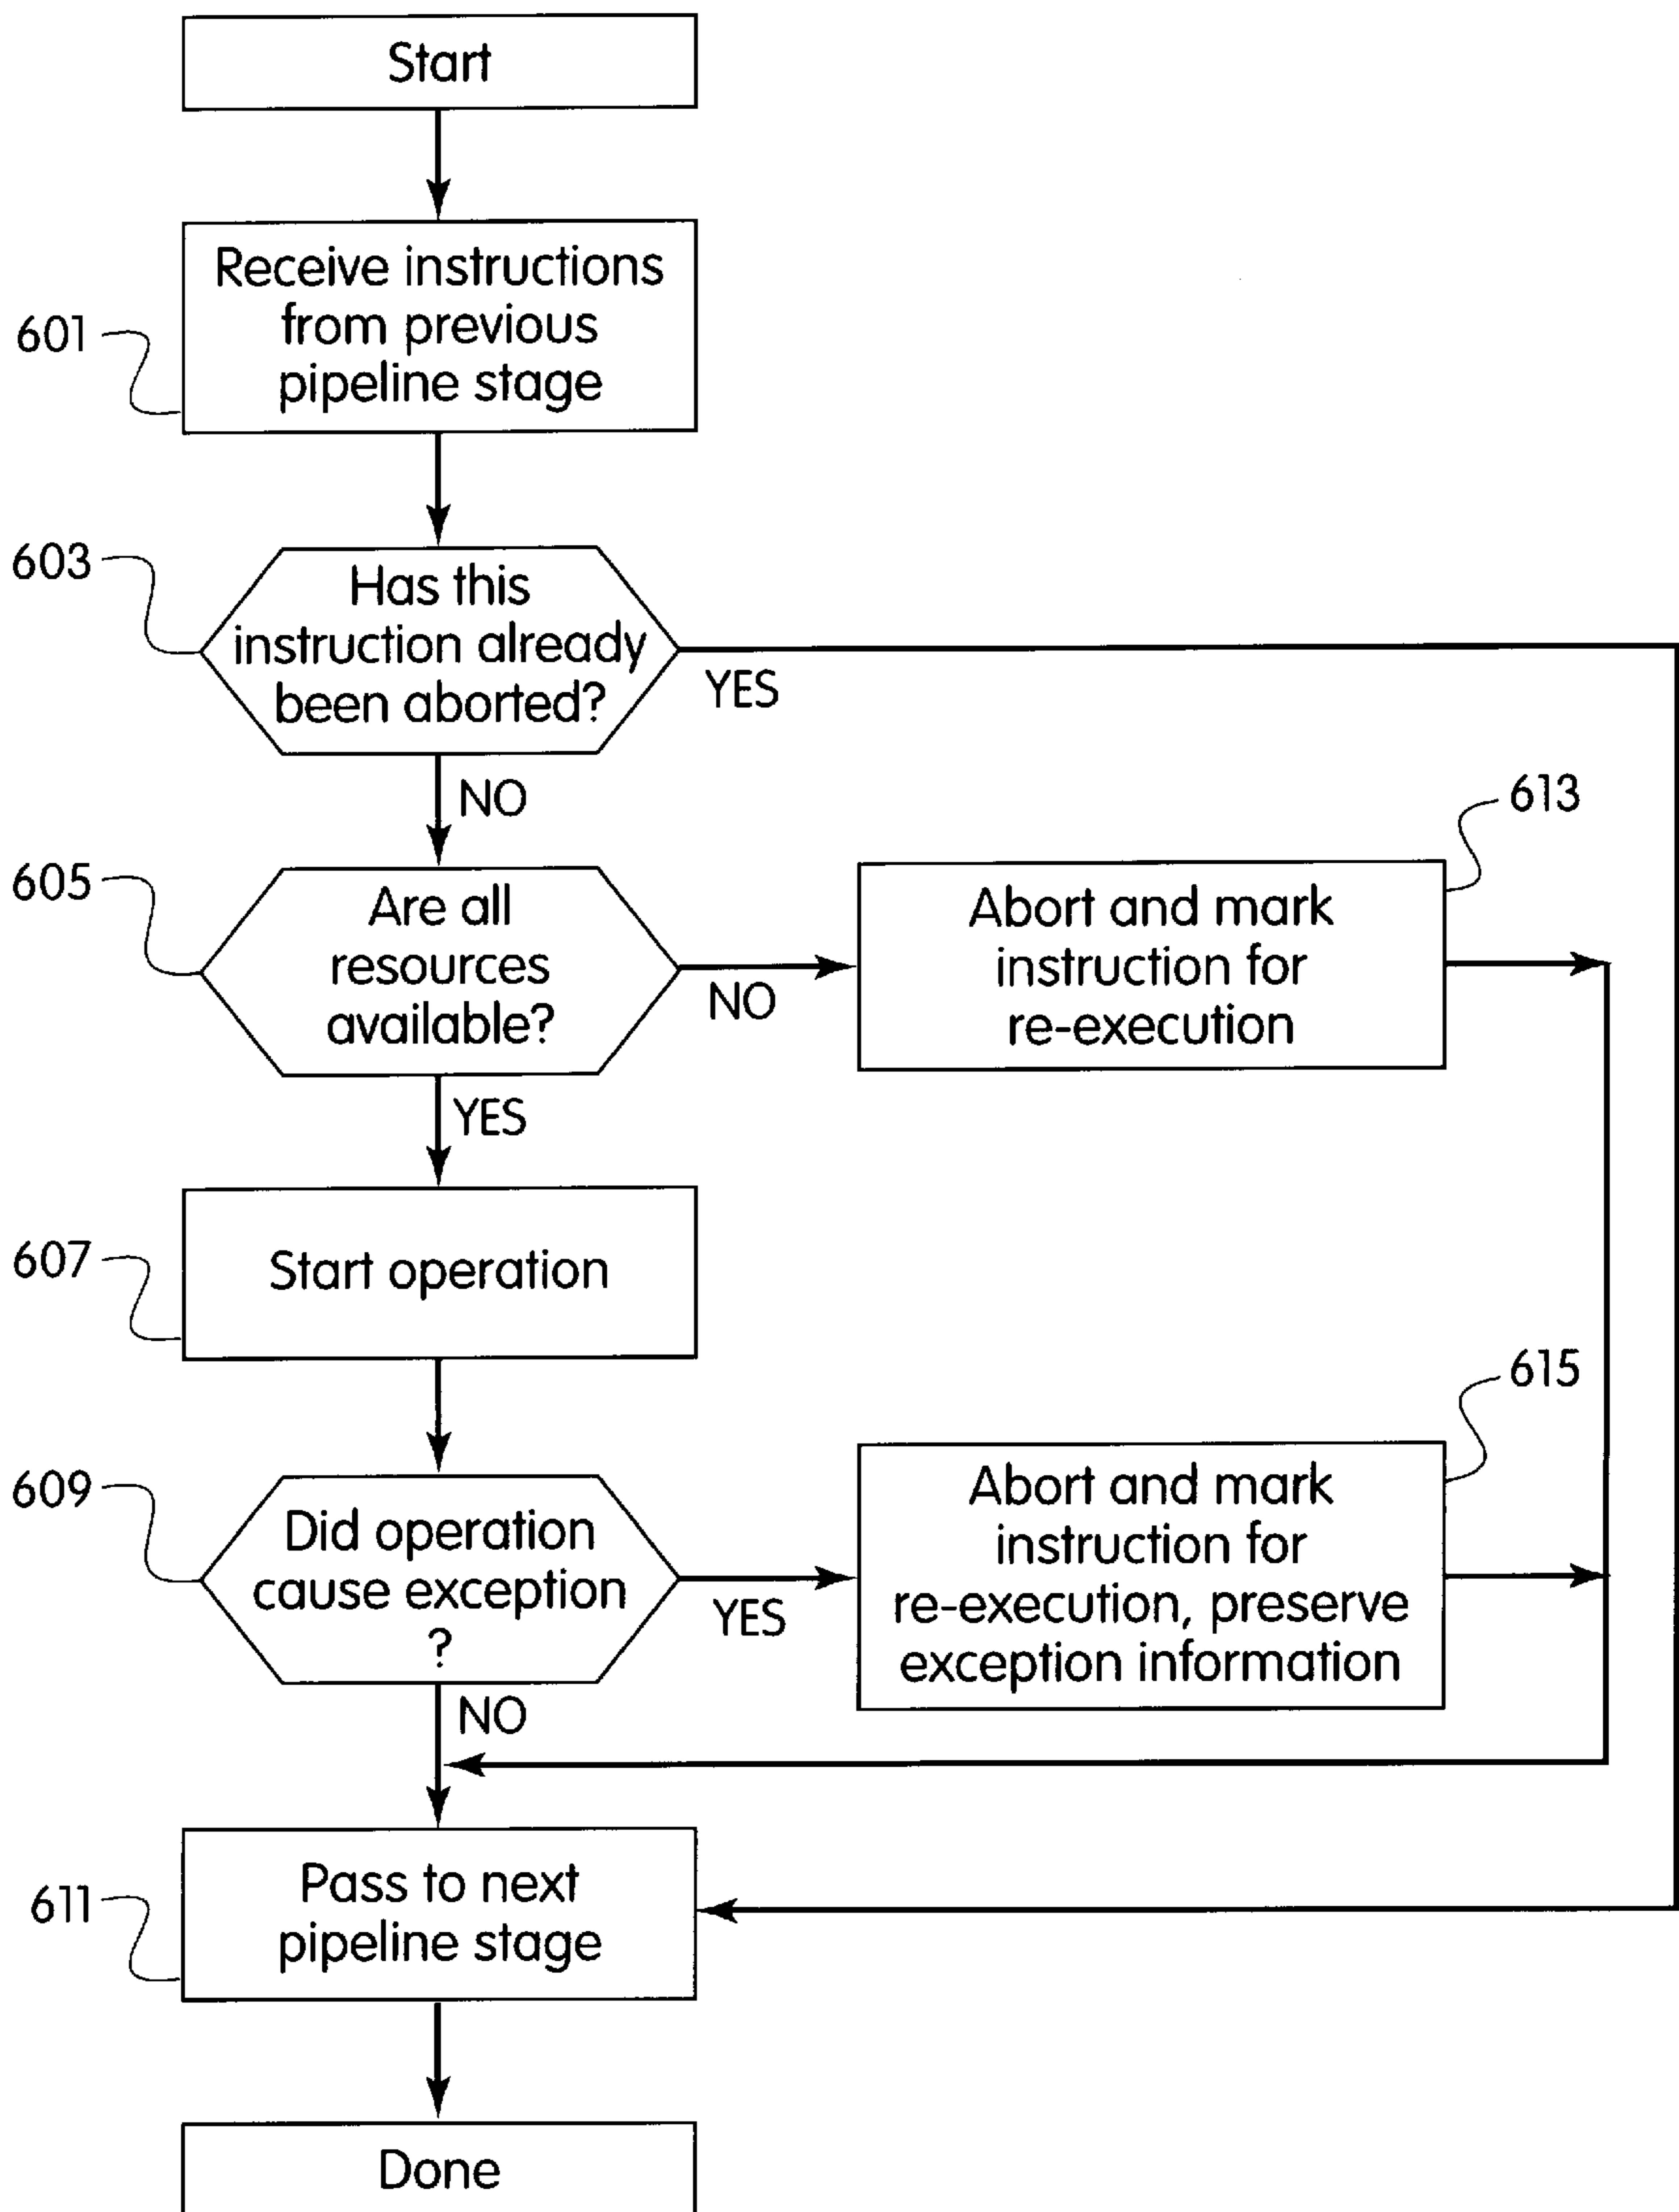 Start
Receive instructions
from previous
pipeline stage
601
603
Has this
instruction already
been aborted?
YES
NO
613
605
Are all
resources
available?
NO
Abort and mark
instruction for
re-execution
YES
607
Start operation
615
609
Did operation
cause exception
?
YES
Abort and mark
instruction for
re-execution, preserve
exception information
NO
611
Pass to next
pipeline stage
Done